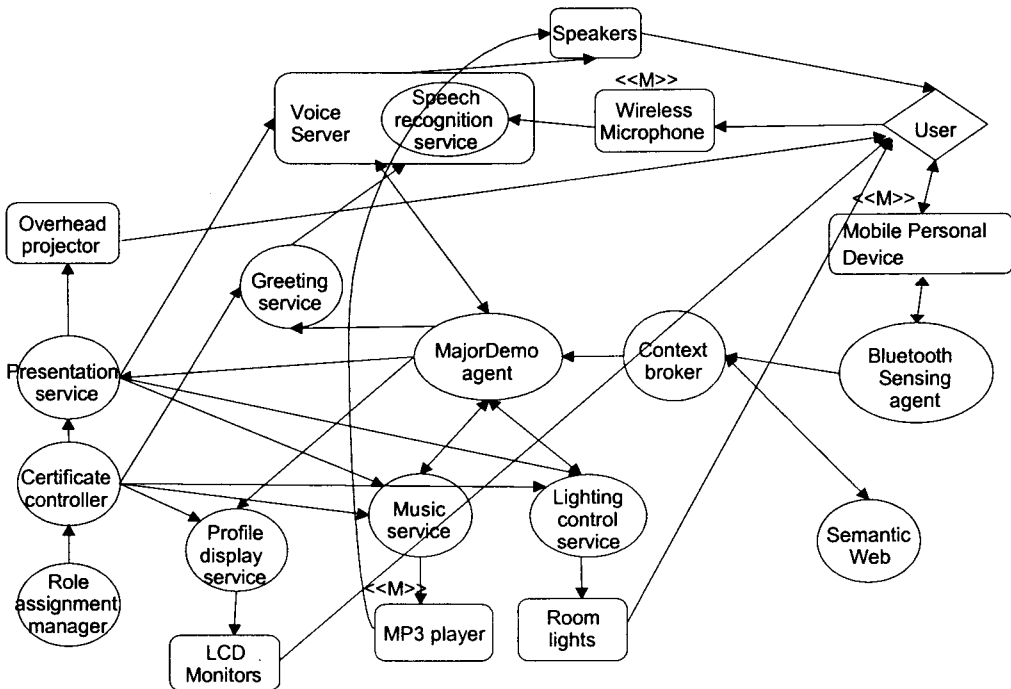 Speakers
<<M>>
Voice
Server
Speech
recognition
service
Wireless
Microphone
User
<<M>>
Overhead
projector
Mobile Personal
Device
Greeting
service
MajorDemo
agent
Context
broker
Bluetooth
Sensing
agent
Presentation
service
Certificate
controller
Profile
display
service
Music
service
Lighting
control
service
Semantic
Web
Role
assignment
manager
<<M>>
LCD
Monitors
MP3 player
Room
lights